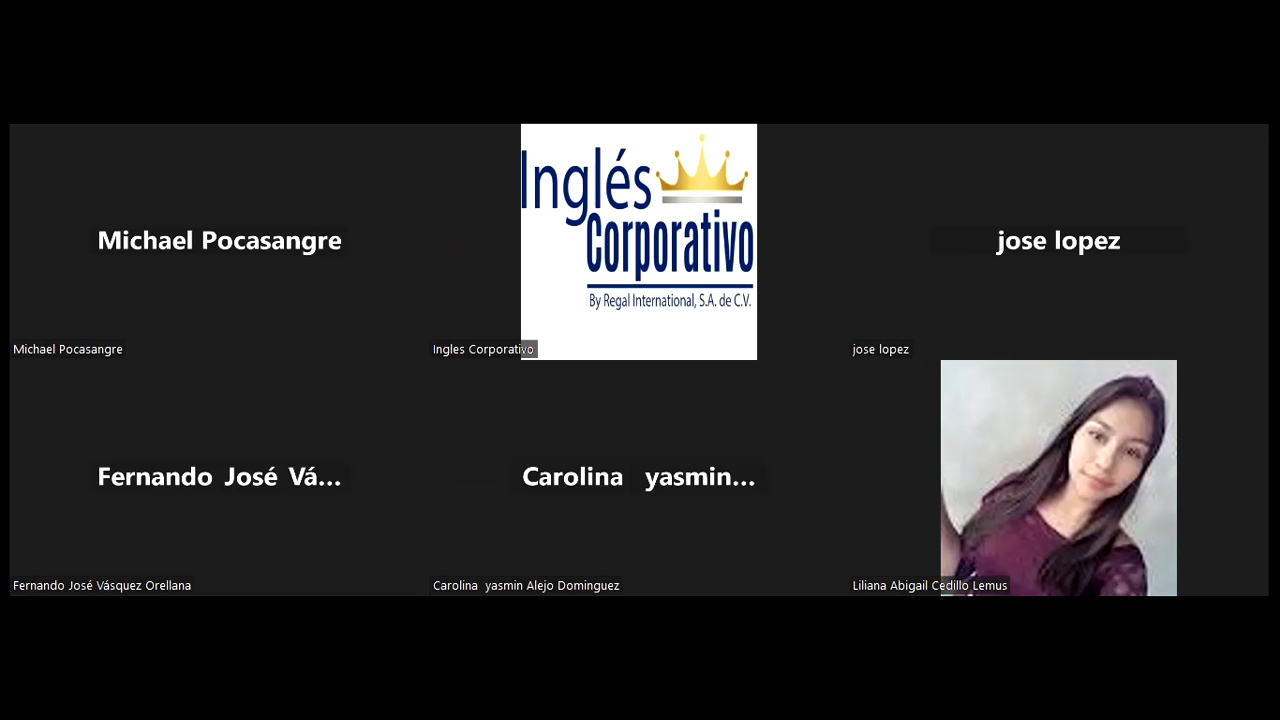 Michael Pocasangre
Michael Pocasangre
Inglés
Corporativo
By Regal International, S.A. de C.V.
Ingles Corporativo
jose lopez
jose lopez
Fernando José Vá...
Fernando José Vásquez Orellana
Carolina yasmin...
Carolina yasmin Alejo Dominguez
Liliana Abigail Cedillo Lemus